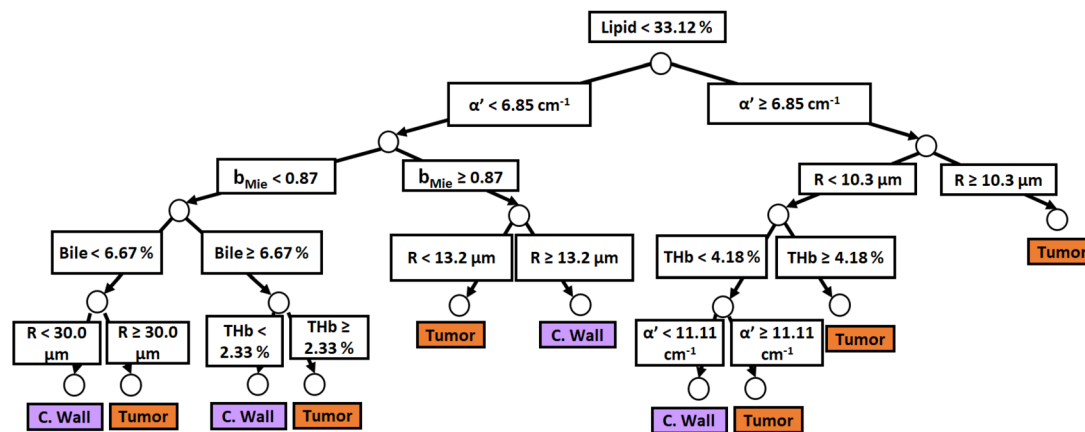 Lipid < 33.12 %
α’ < 6.85 cm-1
α’ ≥ 6.85 cm-1
bMie < 0.87
bMie ≥ 0.87
R < 10.3 µm
R ≥ 10.3 µm
Bile < 6.67 %
Bile ≥ 6.67 %
R < 13.2 µm
R ≥ 13.2 µm
THb < 4.18 %
THb ≥ 4.18 %
Tumor
R < 30.0
µm
R ≥ 30.0
µm
THb <
2.33 %
THb ≥
2.33 %
Tumor
C. Wall
α’ < 11.11
cm-1
α’ ≥ 11.11
cm-1
Tumor
C. Wall
Tumor
C. Wall
Tumor
C. Wall
Tumor